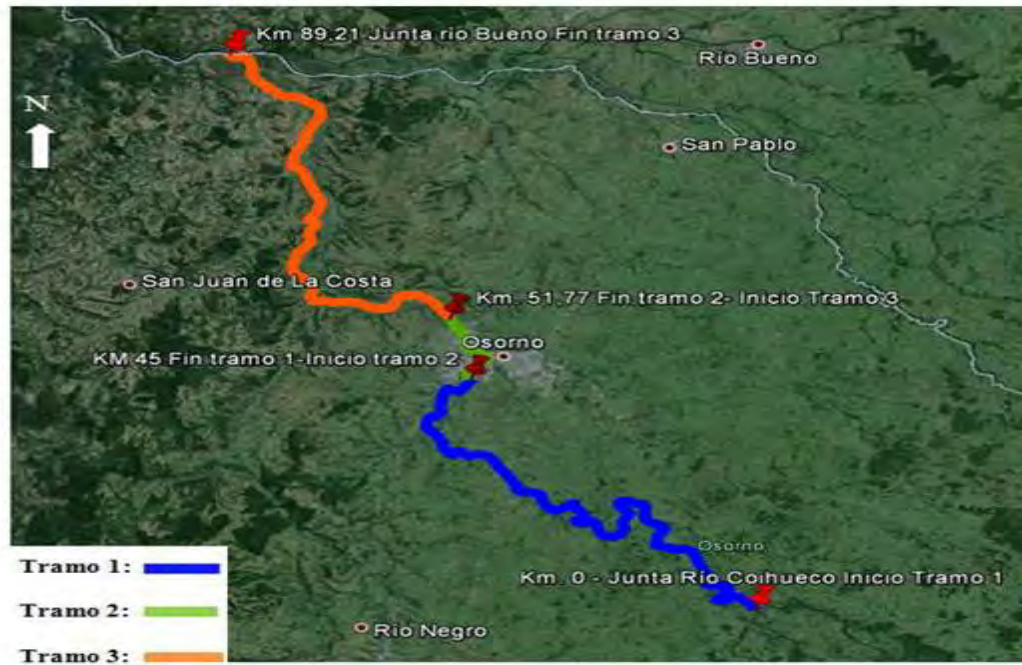 Km 89,21 Junta rio Bueno Fin tramo 3
Río Bueno
N
San Pablo
San Juan de La Costa
Km. 51,77 Fin tramo 2- Inicio Tramo 3
Osorno
KM 45 Fin tramo 1-Inicio tramo 2
Osorno
Km. 0 - Junta Río Coihueco Inicio Tramo 1
Rio Negro
Tramo 1:
Tramo 2:
Tramo 3: